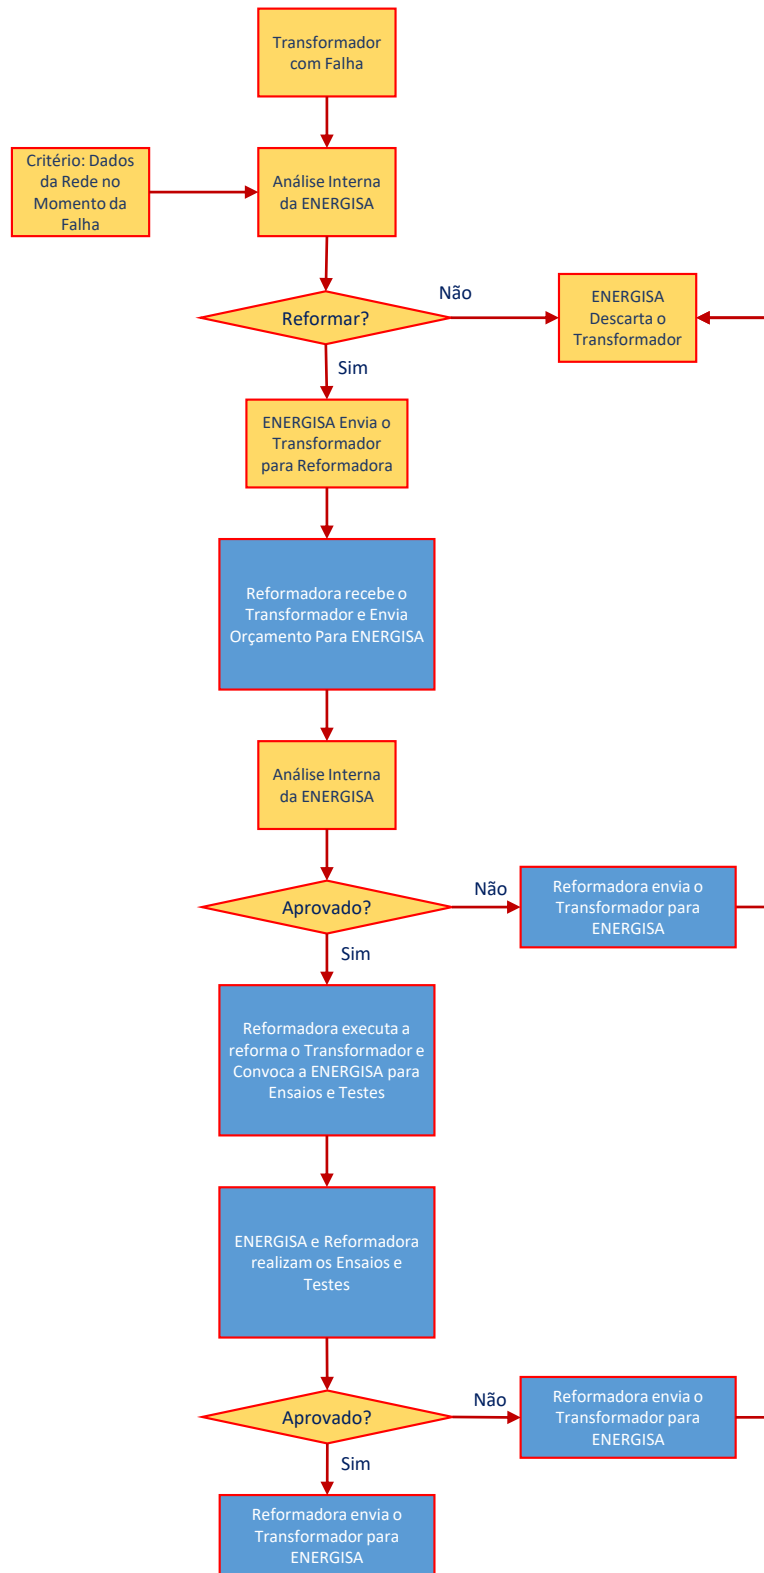 Transformador
com Falha
Critério: Dados
da Rede no
Momento da
Falha
Análise Interna
da ENERGISA
Reformar?
Não
ENERGISA
Descarta o
Transformador
Sim
ENERGISA Envia o
Transformador
para Reformadora
Reformadora recebe o
Transformador e Envia
Orçamento Para ENERGISA
Análise Interna
da ENERGISA
Aprovado?
Não
Reformadora envia o
Transformador para
ENERGISA
Sim
Reformadora executa a
reforma o Transformador e
Convoca a ENERGISA para
Ensaios e Testes
ENERGISA e Reformadora
realizam os Ensaios e
Testes
Aprovado?
Não
Reformadora envia o
Transformador para
ENERGISA
Sim
Reformadora envia o
Transformador para
ENERGISA